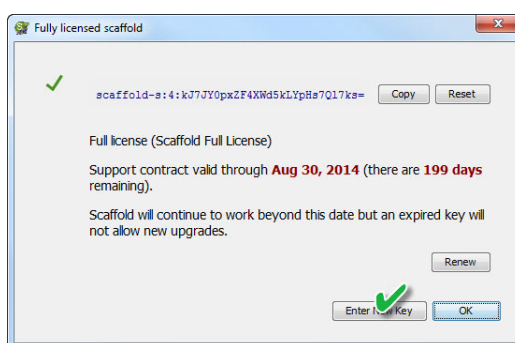 Fully licensed scaffold
scaffold-s:4:kJ7JY0pxZF4XWd5kLYpHs7Ql7ks= Copy Reset
Full license (Scaffold Full License)
Support contract valid through Aug 30, 2014 (there are 199 days
remaining).
Scaffold will continue to work beyond this date but an expired key will
not allow new upgrades.
Renew
Enter New Key OK